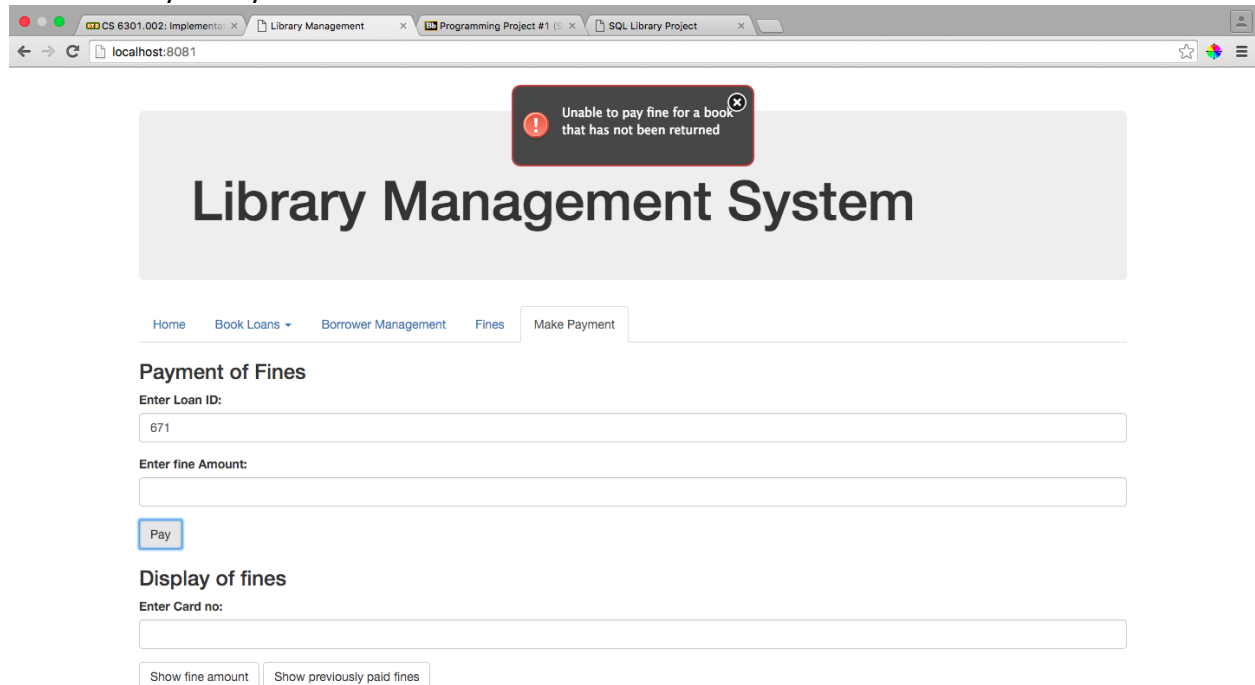 CS 6301.002: Implementa
Library Management
Programming Project #1 (S
SQL Library Project
localhost:8081
Unable to pay fine for a book
that has not been returned
Library Management System
Home Book Loans Borrower Management Fines Make Payment
Payment of Fines
Enter Loan ID:
671
Enter fine Amount:
Pay
Display of fines
Enter Card no:
Show fine amount Show previously paid fines